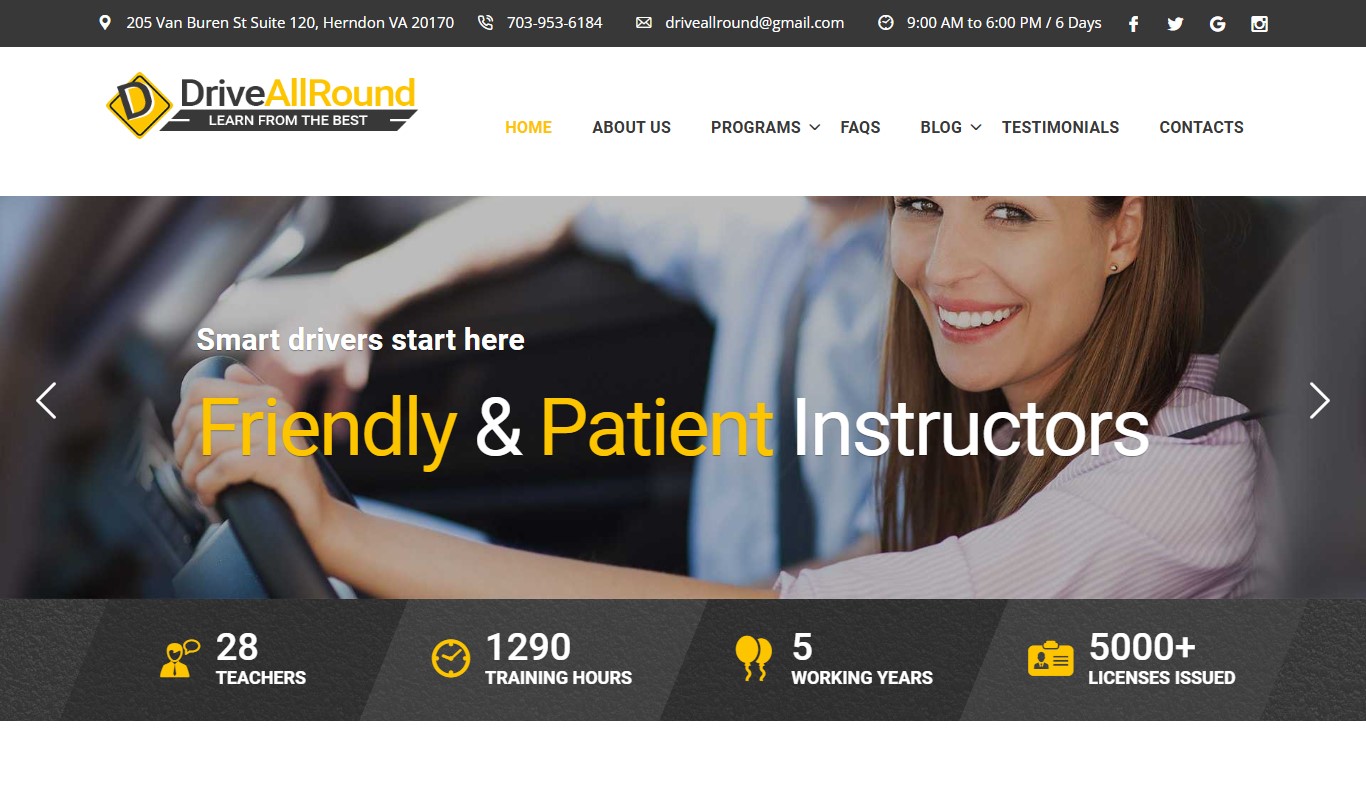 205 Van Buren St Suite 120, Herndon VA 20170 703-953-6184 driveallround@gmail.com 9:00 AM to 6:00 PM / 6 Days
D DriveAllRound
LEARN FROM THE BEST
HOME ABOUT US PROGRAMS FAQS BLOG TESTIMONIALS CONTACTS
Smart drivers start here
Friendly & Patient Instructors
28 1290 5 5000+
TEACHERS TRAINING HOURS WORKING YEARS LICENSES ISSUED